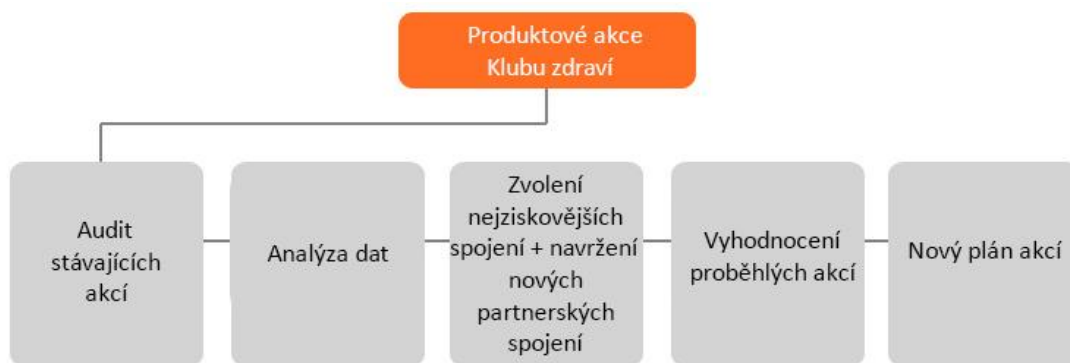 Produktové akce
Klubu zdraví
Audit
stávajících
akcí
Analýza dat
Zvolení
nejziskovějších
spojení + navržení
nových
partnerských
spojení
Vyhodnocení
proběhlých akcí
Nový plán akcí